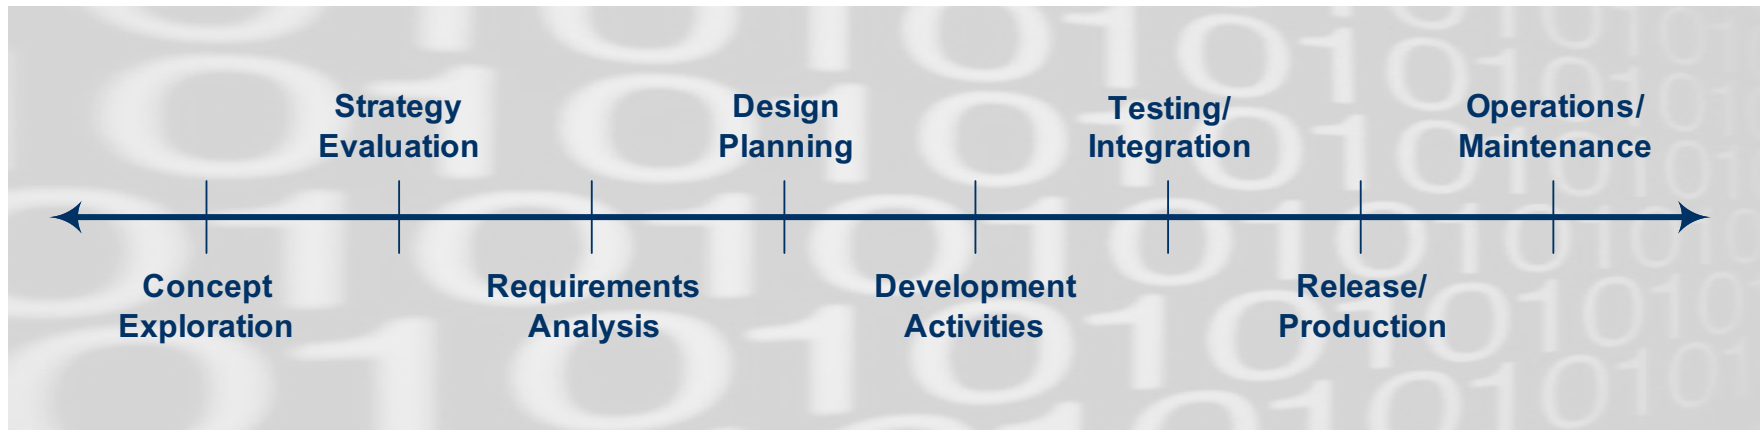 Strategy
Evaluation
Design
Planning
Testing/
Integration
Operations/
Maintenance
Concept
Exploration
Requirements
Analysis
Development
Activities
Release/
Production